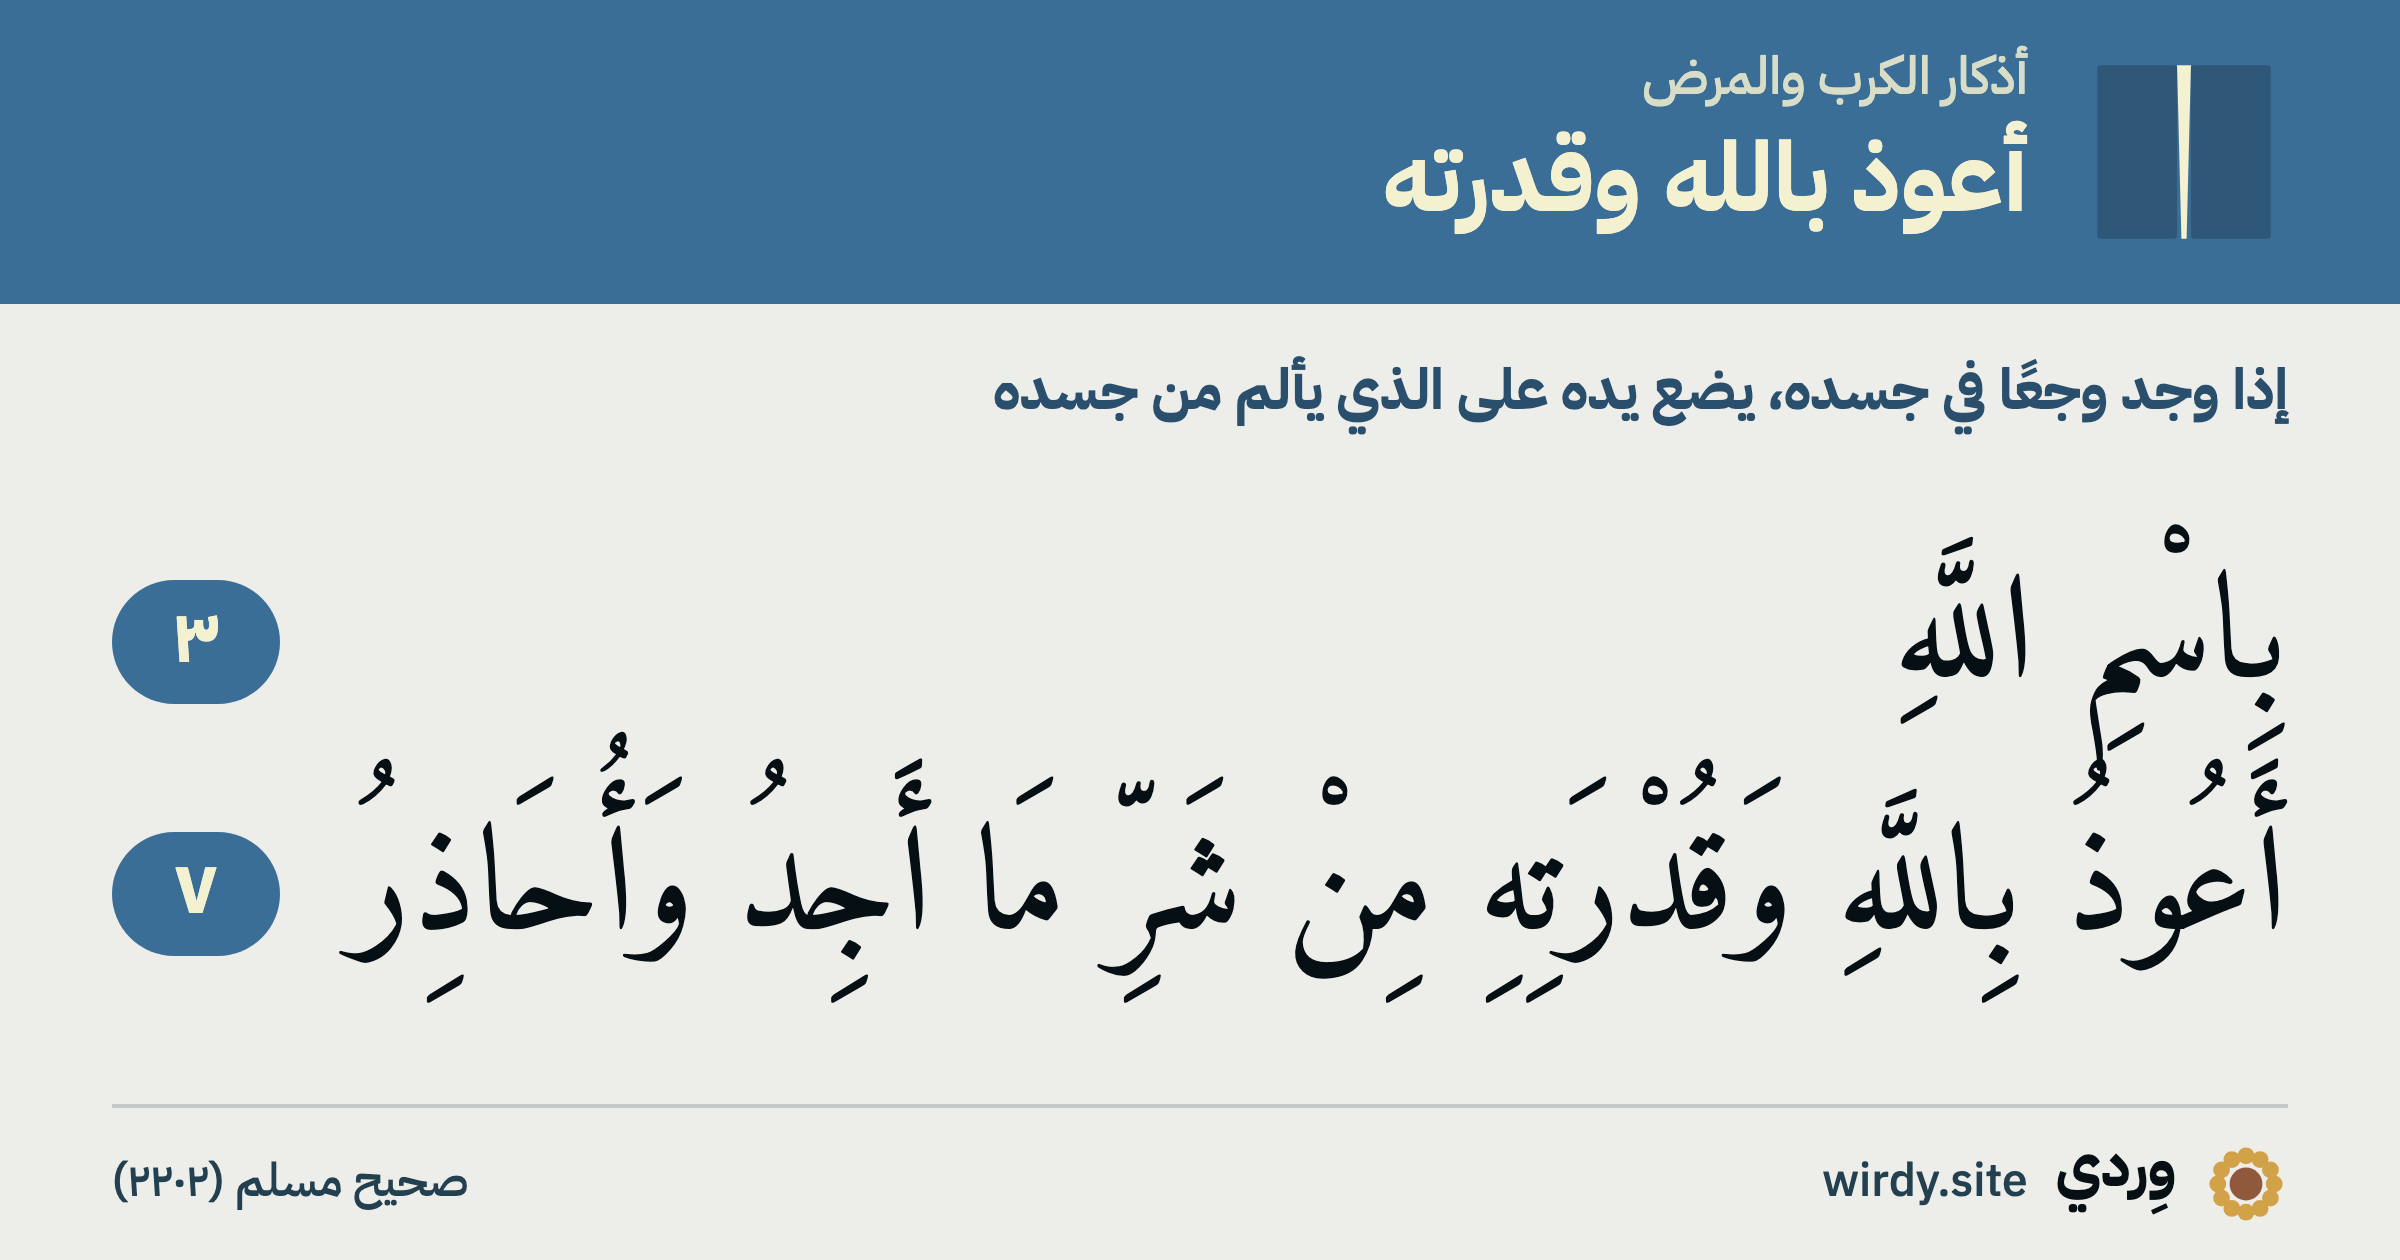 أذكار الكرب والمرض
أعوذ بالله وقدرته
إذا وجد وجعًا في جسده، يضع يده على الذي يألم من جسده
بِاسْمِ اللَّهِ
٣
أَعُوذُ بِاللَّهِ وَقُدْرَتِهِ مِنْ شَرِّ مَا أَجِدُ وَأُحَاذِرُ
٧
وِردي wirdy.site
صحيح مسلم (٢٢٠٢)